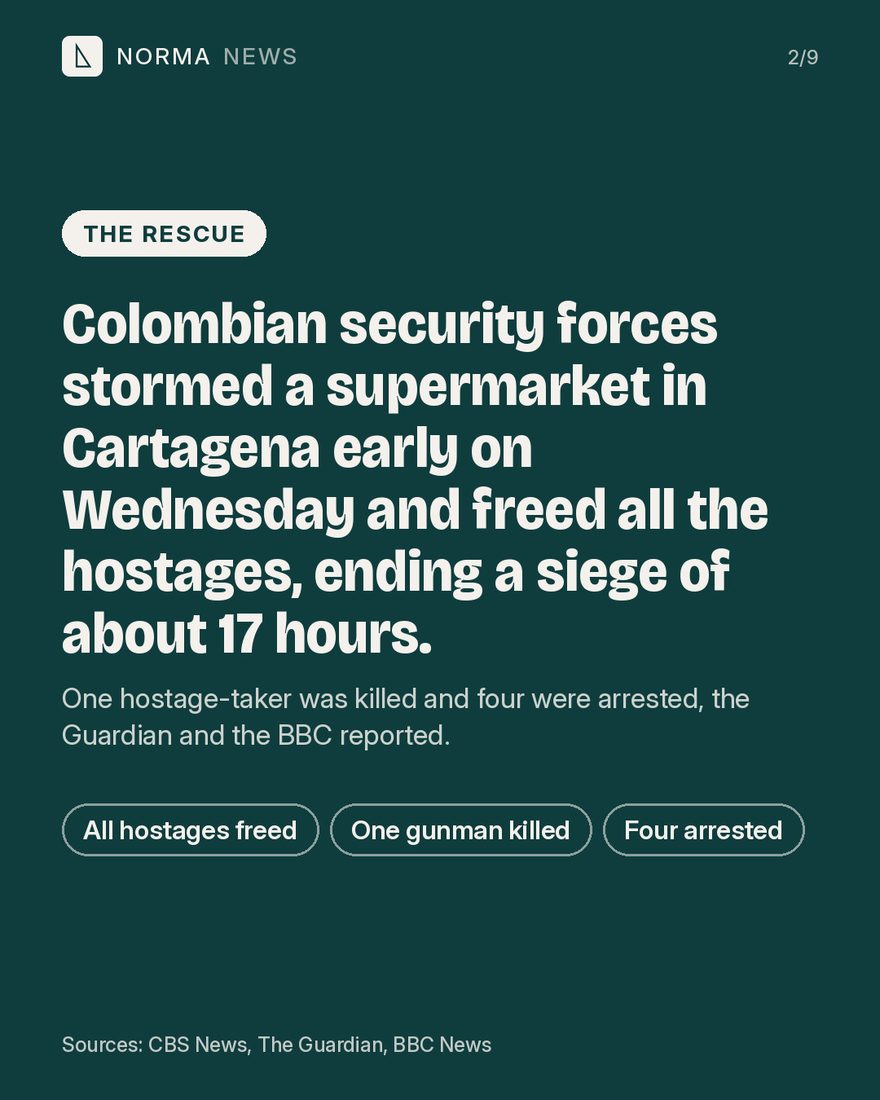 NORMA NEWS
2/9
THE RESCUE
Colombian security forces
stormed a supermarket in
Cartagena early on
Wednesday and freed all the
hostages, ending a siege of
about 17 hours.
One hostage-taker was killed and four were arrested, the
Guardian and the BBC reported.
All hostages freed
One gunman killed
Four arrested
Sources: CBS News, The Guardian, BBC News